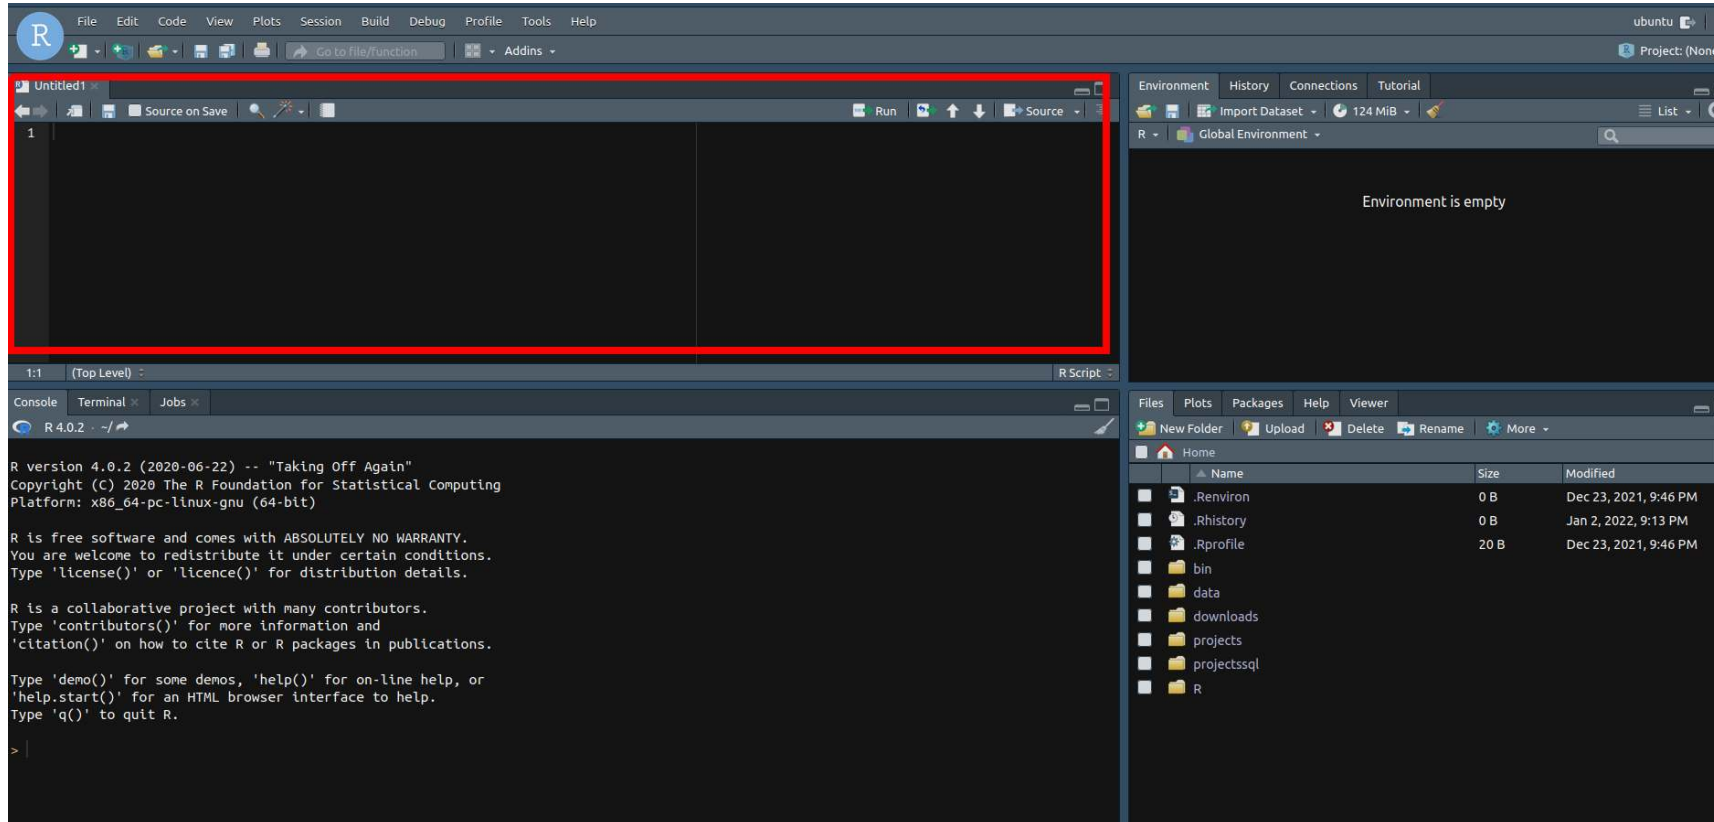 R
File Edit Code View Plots Session Build Debug Profile Tools Help
ubuntu
Go to file/function Addins
Project: (None
Untitled1
Source on Save Run Source
1
1:1 (Top Level) R Script
Console Terminal Jobs
R 4.0.2 · ~/
R version 4.0.2 (2020-06-22) -- "Taking Off Again"
Copyright (C) 2020 The R Foundation for Statistical Computing
Platform: x86_64-pc-linux-gnu (64-bit)
R is free software and comes with ABSOLUTELY NO WARRANTY.
You are welcome to redistribute it under certain conditions.
Type 'license()' or 'licence()' for distribution details.
R is a collaborative project with many contributors.
Type 'contributors()' for more information and
'citation()' on how to cite R or R packages in publications.
Type 'demo()' for some demos, 'help()' for on-line help, or
'help.start()' for an HTML browser interface to help.
Type 'q()' to quit R.
>
Environment History Connections Tutorial
Import Dataset 124 MiB List
R Global Environment
Environment is empty
Files Plots Packages Help Viewer
New Folder Upload Delete Rename More
Home
Name Size Modified
.Renviron 0 B Dec 23, 2021, 9:46 PM
.Rhistory 0 B Jan 2, 2022, 9:13 PM
.Rprofile 20 B Dec 23, 2021, 9:46 PM
bin
data
downloads
projects
projectssql
R